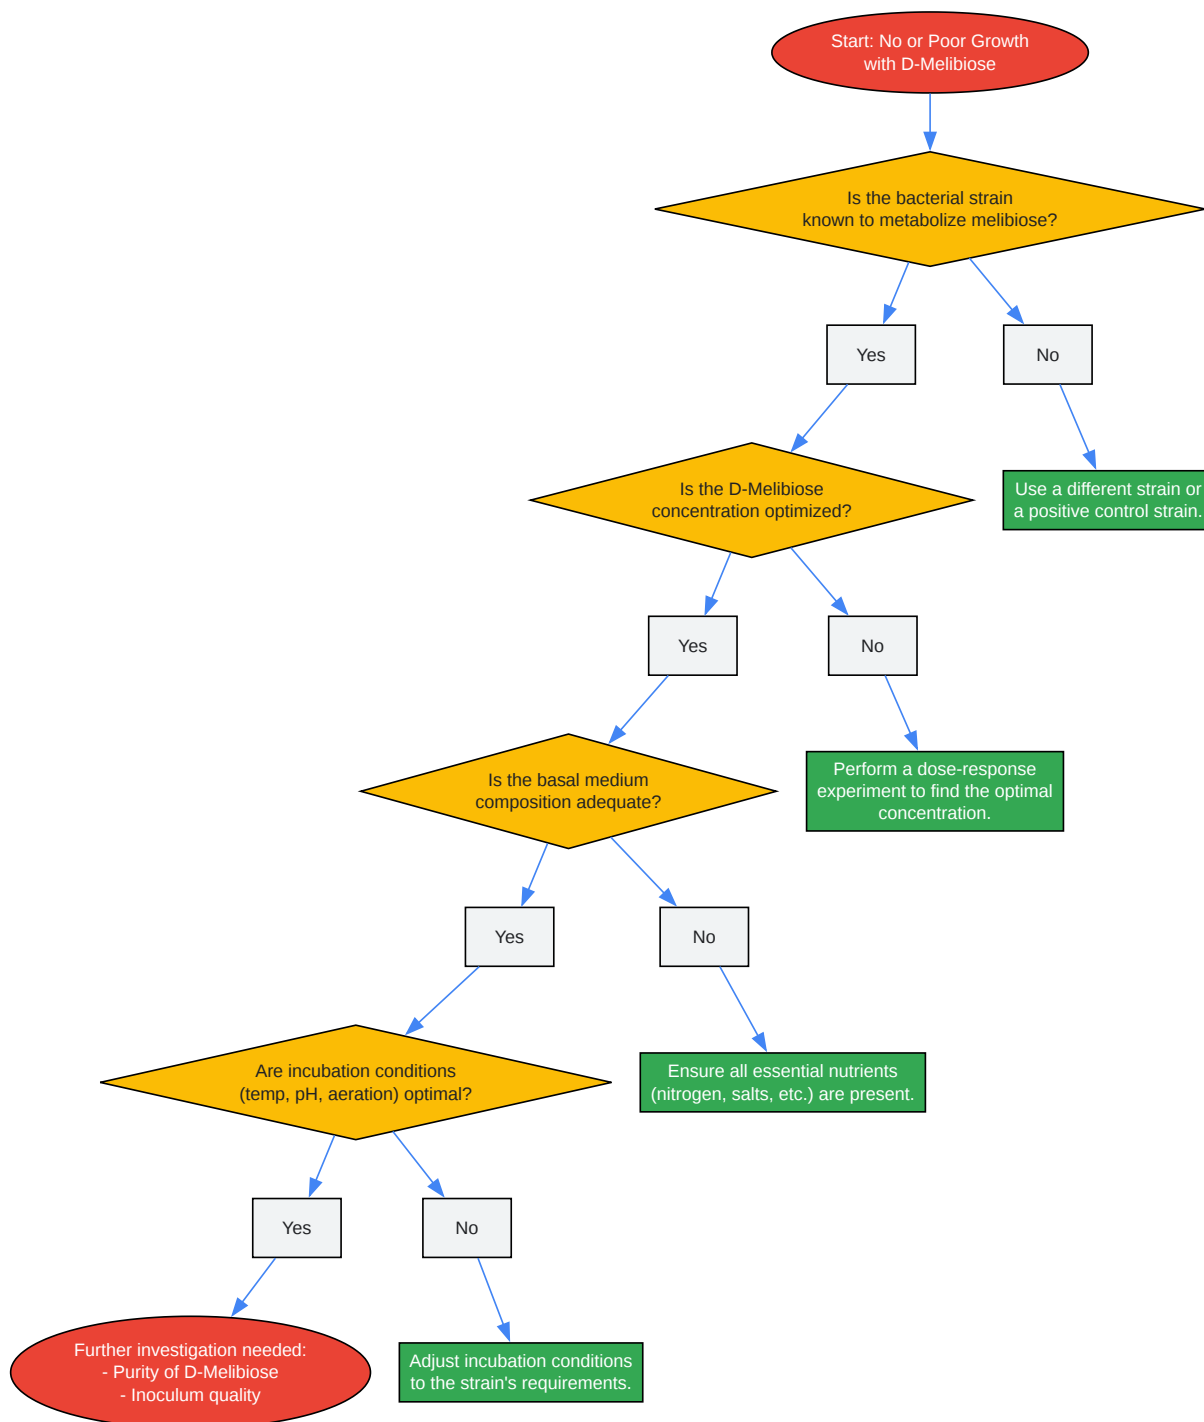 Start: No or Poor Growth
with D-Melibiose
Is the bacterial strain
known to metabolize melibiose?
Yes
No
Use a different strain or
a positive control strain.
Is the D-Melibiose
concentration optimized?
Yes
No
Perform a dose-response
experiment to find the optimal
concentration.
Is the basal medium
composition adequate?
Yes
No
Ensure all essential nutrients
(nitrogen, salts, etc.) are present.
Are incubation conditions
(temp, pH, aeration) optimal?
Yes
No
Further investigation needed:
- Purity of D-Melibiose
- Inoculum quality
Adjust incubation conditions
to the strain's requirements.